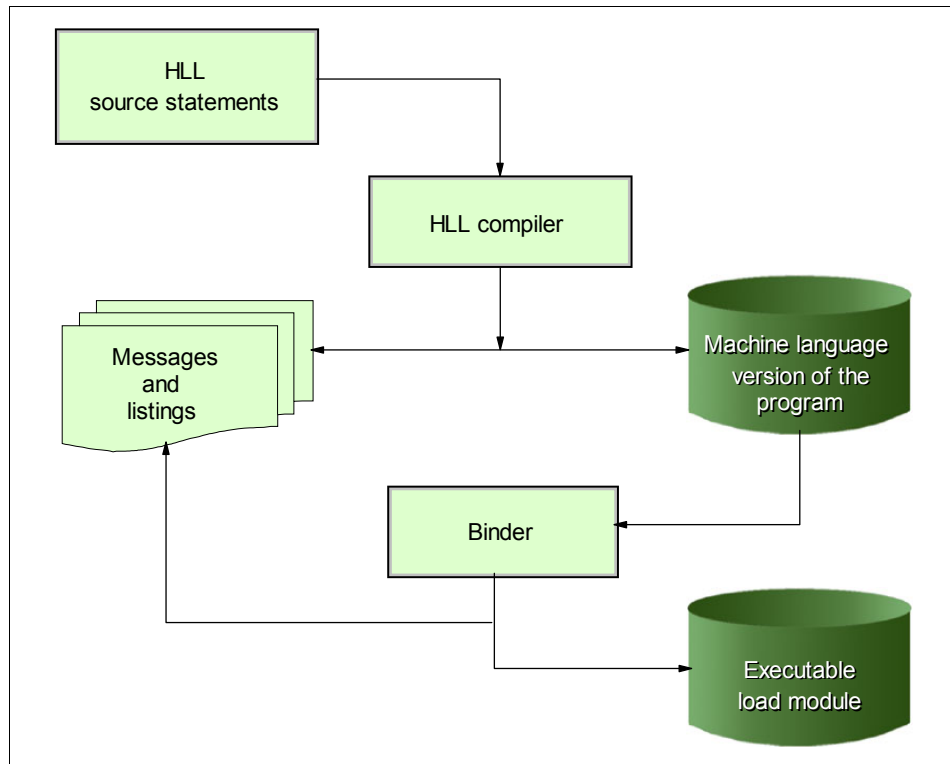 HLL
source statements
HLL compiler
Messages
and
listings
Machine language
version of the
program
Binder
Executable
load module